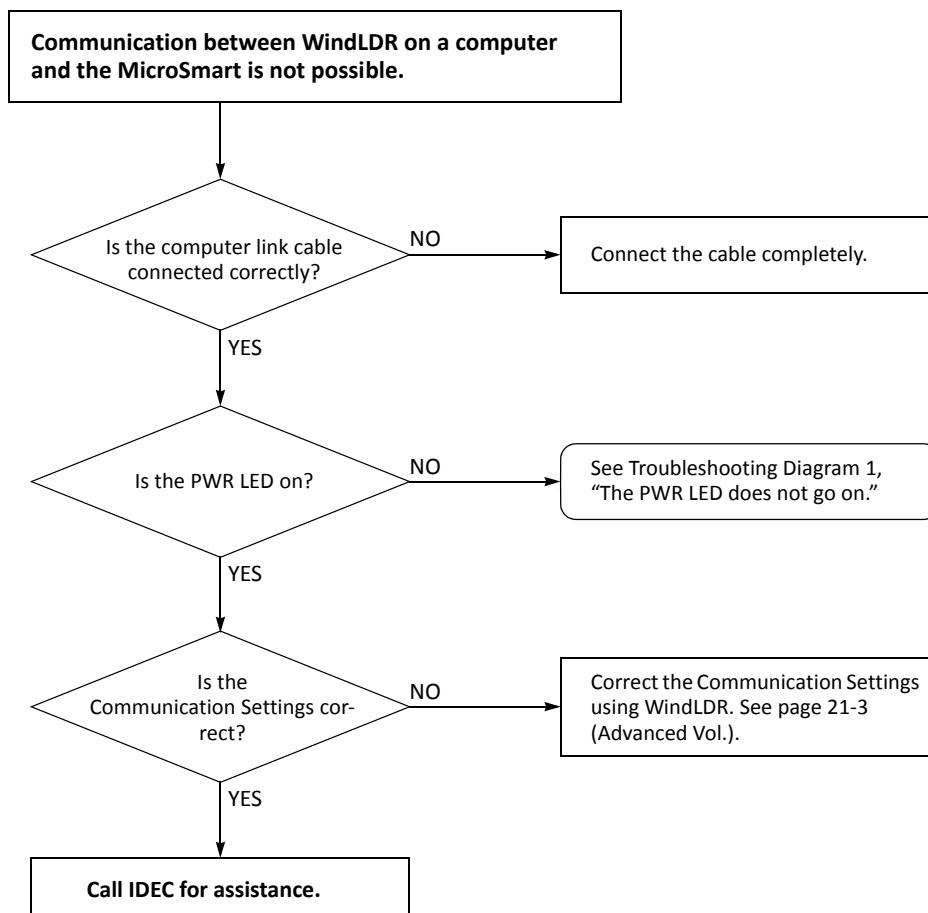 Communication between WindLDR on a computer
and the MicroSmart is not possible.
Is the computer link cable
connected correctly?
NO
Connect the cable completely.
YES
Is the PWR LED on?
NO
See Troubleshooting Diagram 1,
“The PWR LED does not go on.”
YES
Is the
Communication Settings cor-
rect?
NO
Correct the Communication Settings
using WindLDR. See page 21-3
(Advanced Vol.).
YES
Call IDEC for assistance.